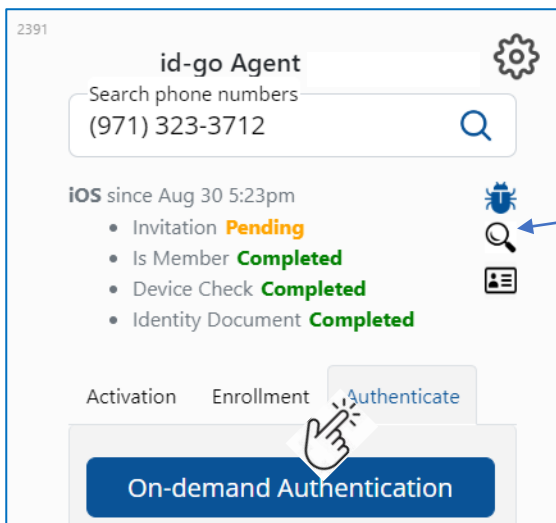 2391
id-go Agent
Search phone numbers
(971) 323-3712
iOS since Aug 30 5:23pm
• Invitation Pending
• Is Member Completed
• Device Check Completed
• Identity Document Completed
Activation Enrollment Authenticate
On-demand Authentication